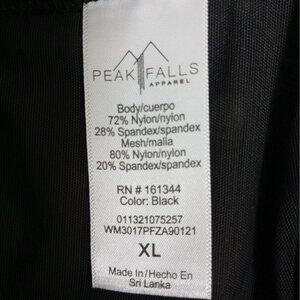 PEAK FALLS
APPAREL
Body/cuerpo
72% Nylon/nylon
28% Spandex/spandex
Mesh/malla
80% Nylon/nylon
20% Spandex/spandex
RN # 161344
Color: Black
011321075257
WM3017PFZA90121
XL
Made In/Hecho En
Sri Lanka